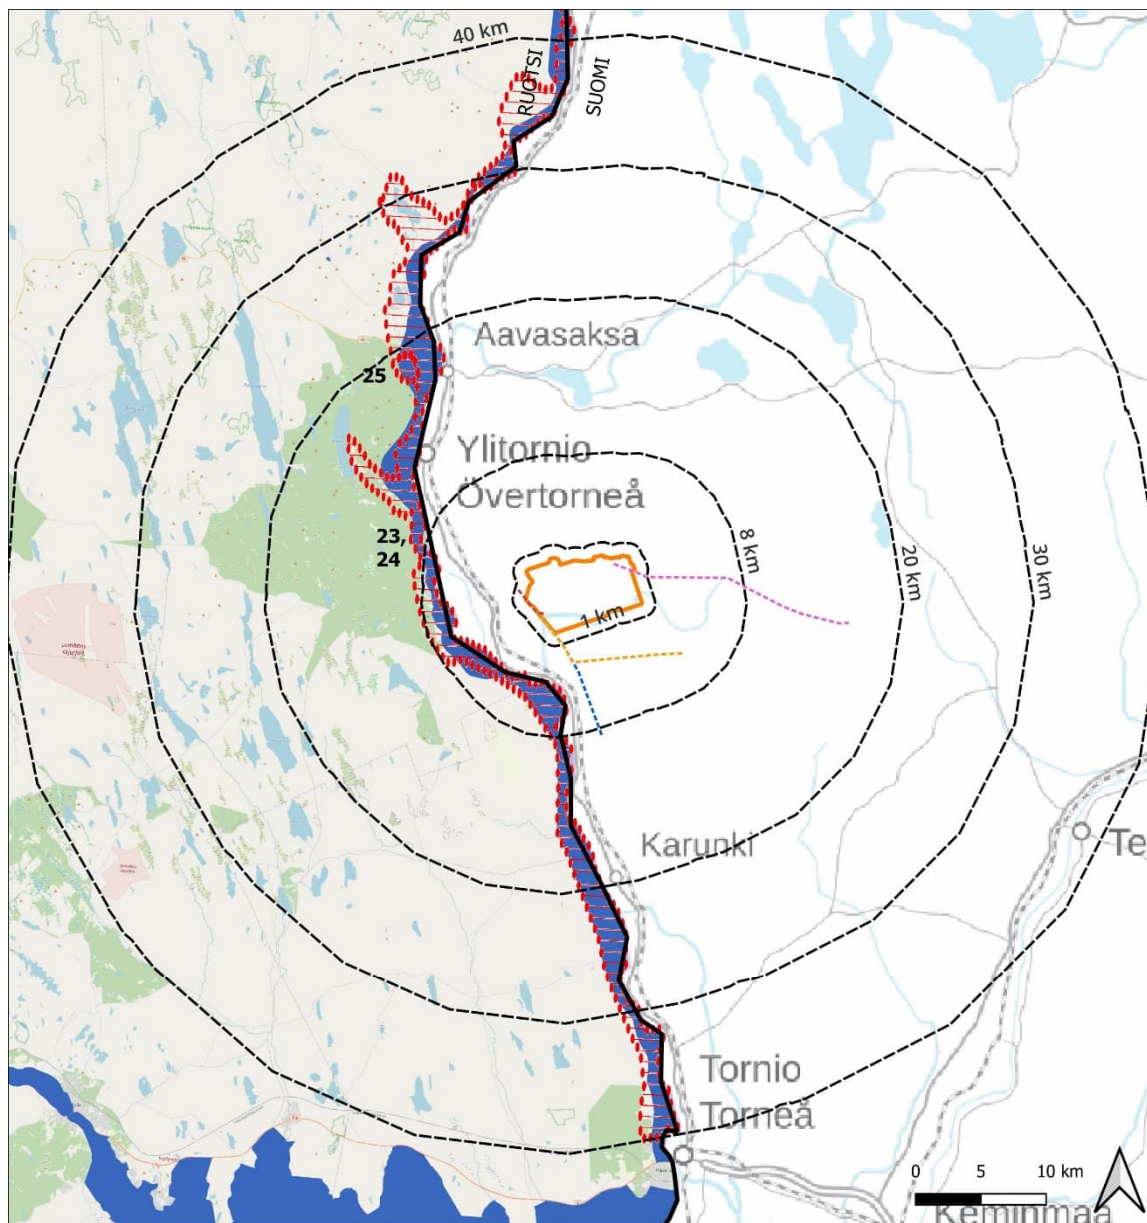 40 km
RUOTSI
SUOMI
Aavasaksa
25
Ylitornio
Övertorneå
23,
24
8 km
20 km
30 km
1 km
Karunki
Te
Tornio
Torneå
0 5 10 km
Keminmaa